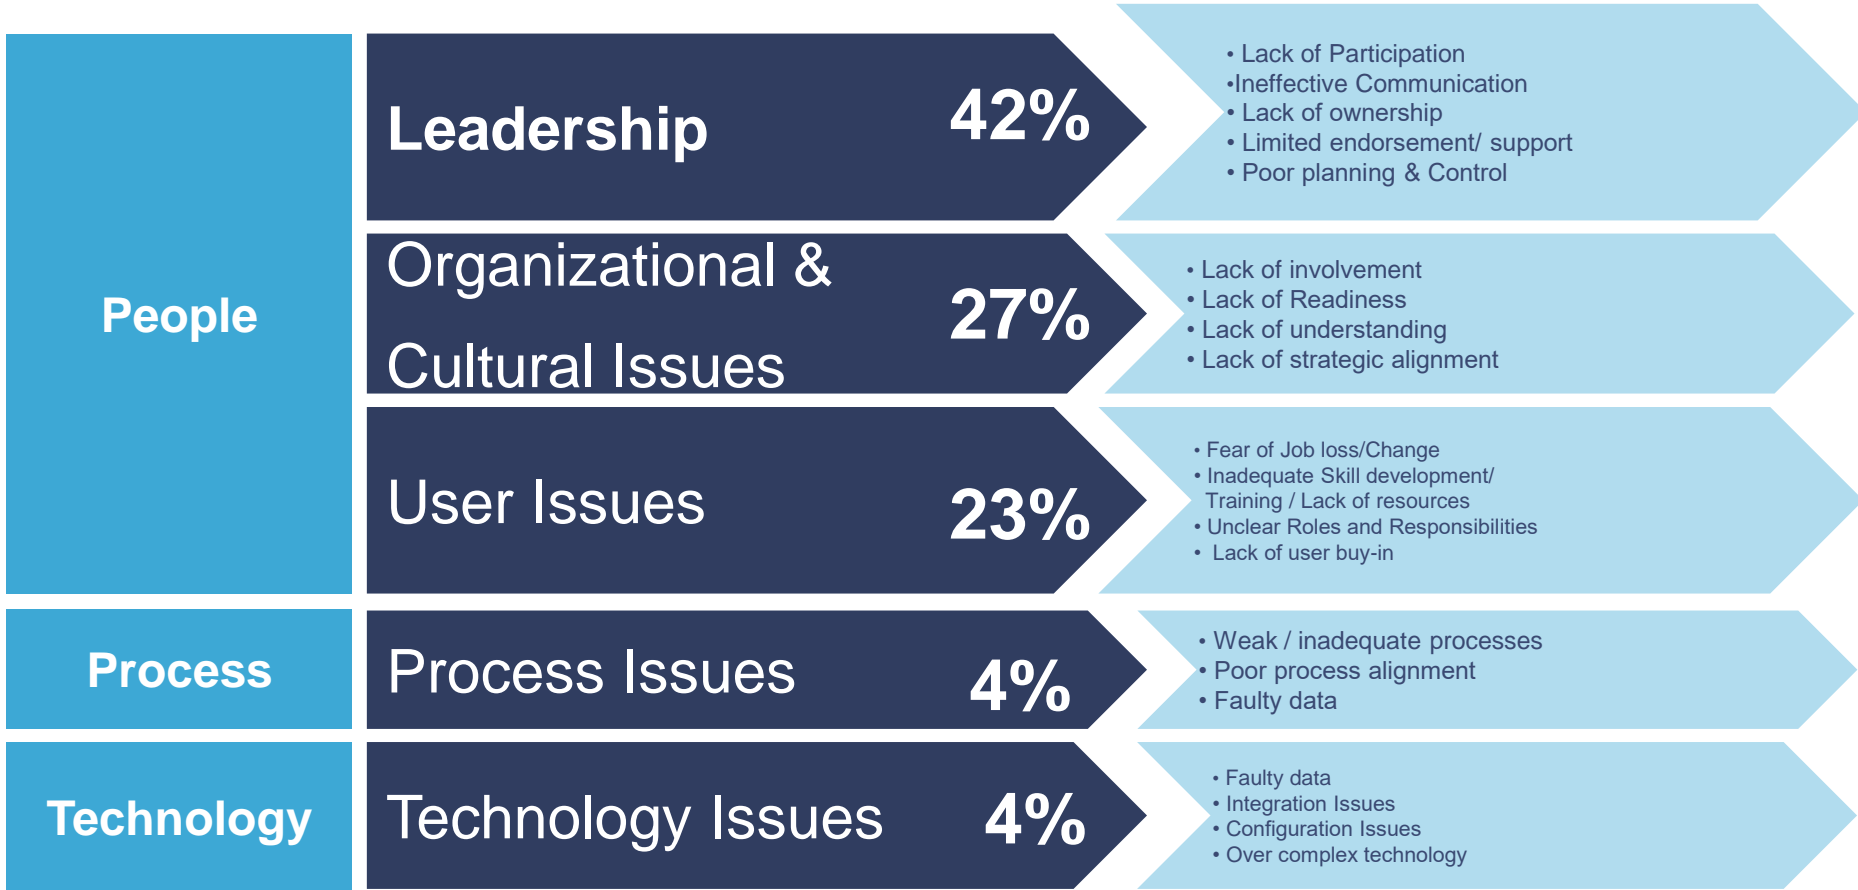 People
Leadership
42%
• Lack of Participation
•Ineffective Communication
• Lack of ownership
• Limited endorsement/ support
• Poor planning & Control
Organizational &
Cultural Issues
27%
• Lack of involvement
• Lack of Readiness
• Lack of understanding
• Lack of strategic alignment
User Issues
23%
• Fear of Job loss/Change
• Inadequate Skill development/
Training / Lack of resources
• Unclear Roles and Responsibilities
• Lack of user buy-in
Process
Process Issues
4%
• Weak / inadequate processes
• Poor process alignment
• Faulty data
Technology
Technology Issues
4%
• Faulty data
• Integration Issues
• Configuration Issues
• Over complex technology